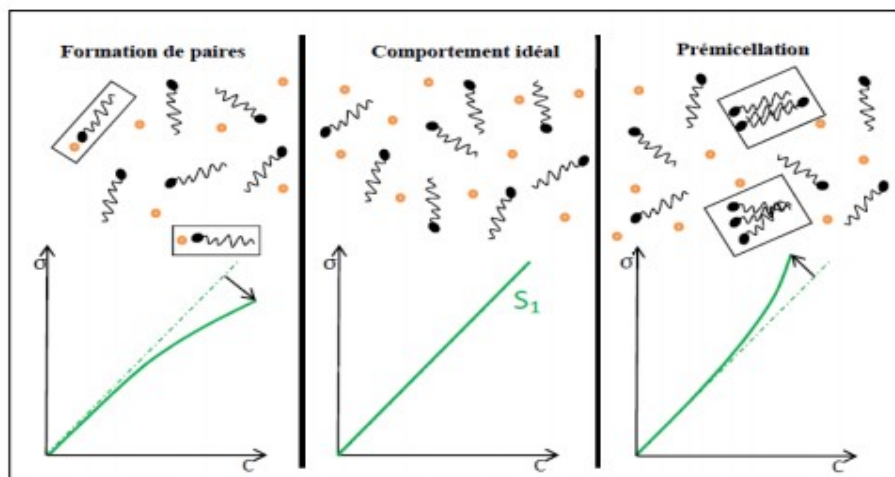 Formation de paires
Comportement idéal
Prémicellation
σ
C
σ
S₁
C
σ
C